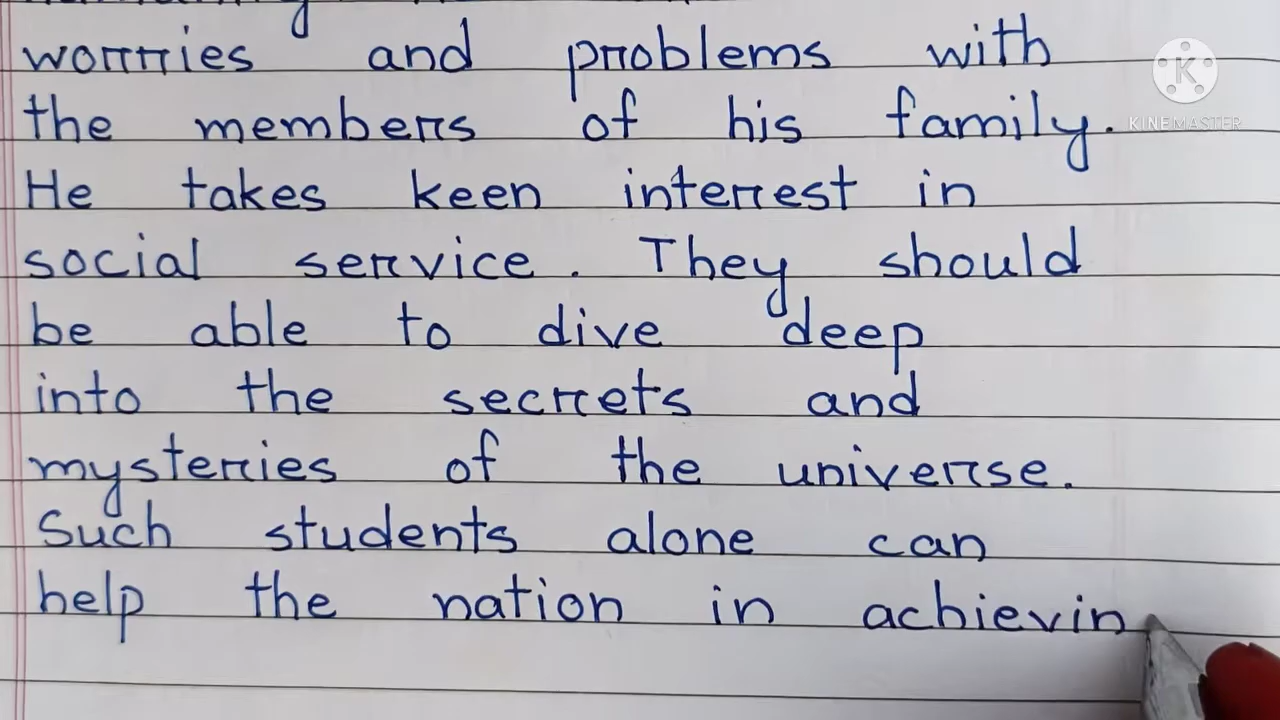 worries and problems with
the members of his family.
He takes keen interest in
social service. They should
be able to dive deep
into the secrets and
mysteries of the universe.
Such students alone can
help the nation in achievin
K
KINEMASTER